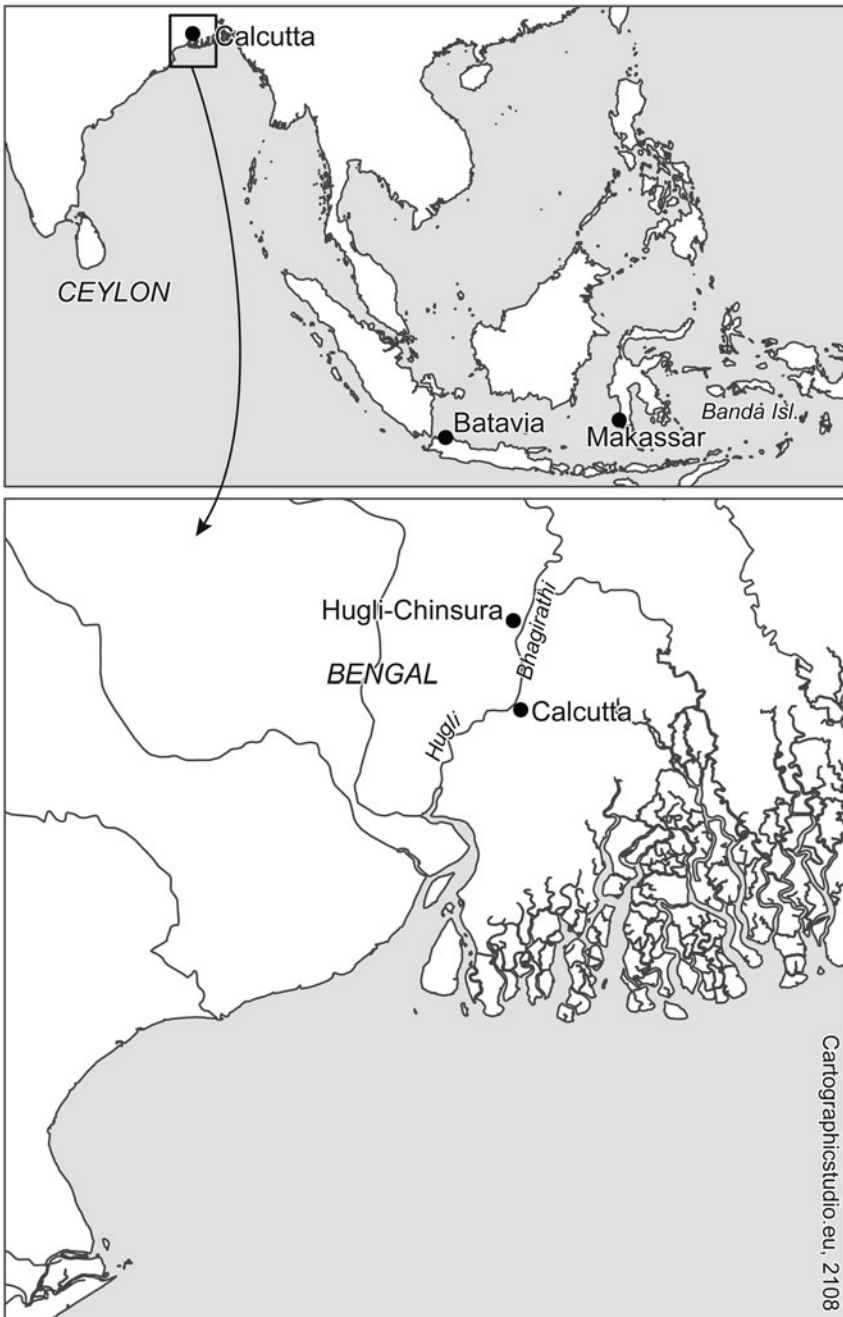 Calcutta
CEYLON
Batavia
Makassar
Banda Isl.
Hugli-Chinsura
Bhagirathi
BENGAL
Calcutta
Hugli
Cartographicstudio.eu, 2108